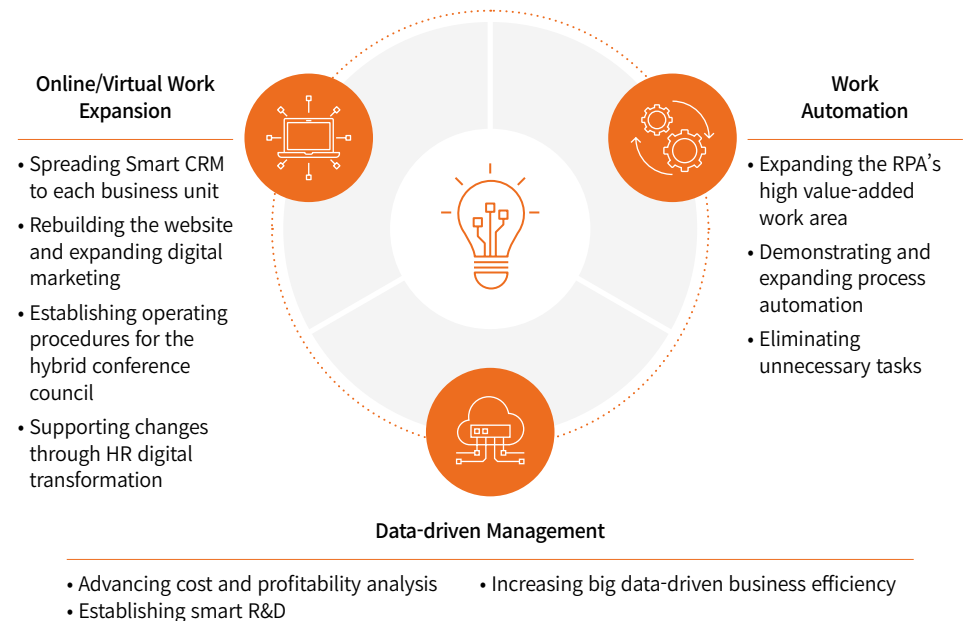 Online/Virtual Work
Expansion
• Spreading Smart CRM
to each business unit
• Rebuilding the website
and expanding digital
marketing
• Establishing operating
procedures for the
hybrid conference
council
• Supporting changes
through HR digital
transformation
Work
Automation
• Expanding the RPA’s
high value-added
work area
• Demonstrating and
expanding process
automation
• Eliminating
unnecessary tasks
Data-driven Management
• Advancing cost and profitability analysis
• Establishing smart R&D
• Increasing big data-driven business efficiency